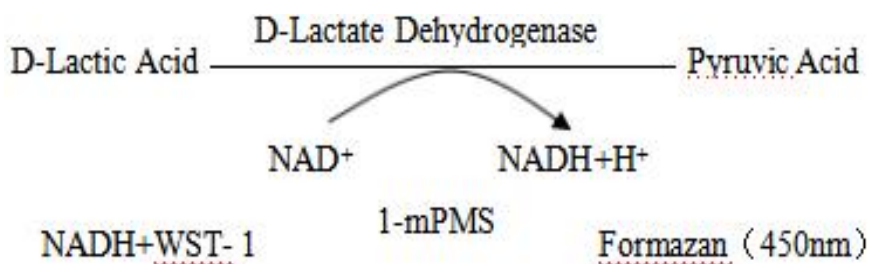 D-Lactate Dehydrogenase
D-Lactic Acid Pyruvic Acid
NAD⁺ NADH+H⁺
1-mPMS
NADH+WST- 1 Formazan（450nm）